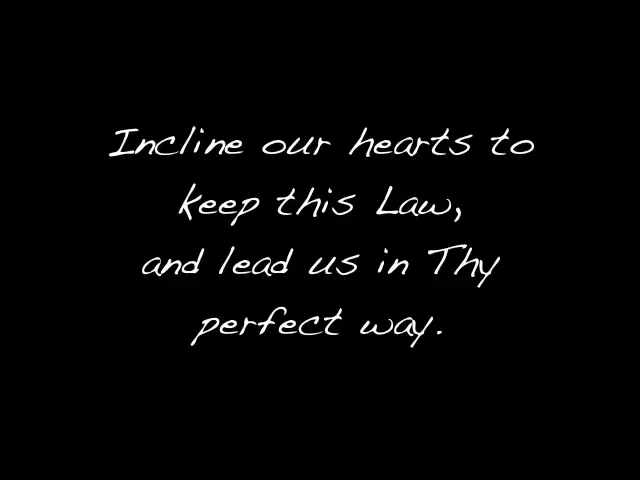 Incline our hearts to
keep this Law,
and lead us in Thy
perfect way.